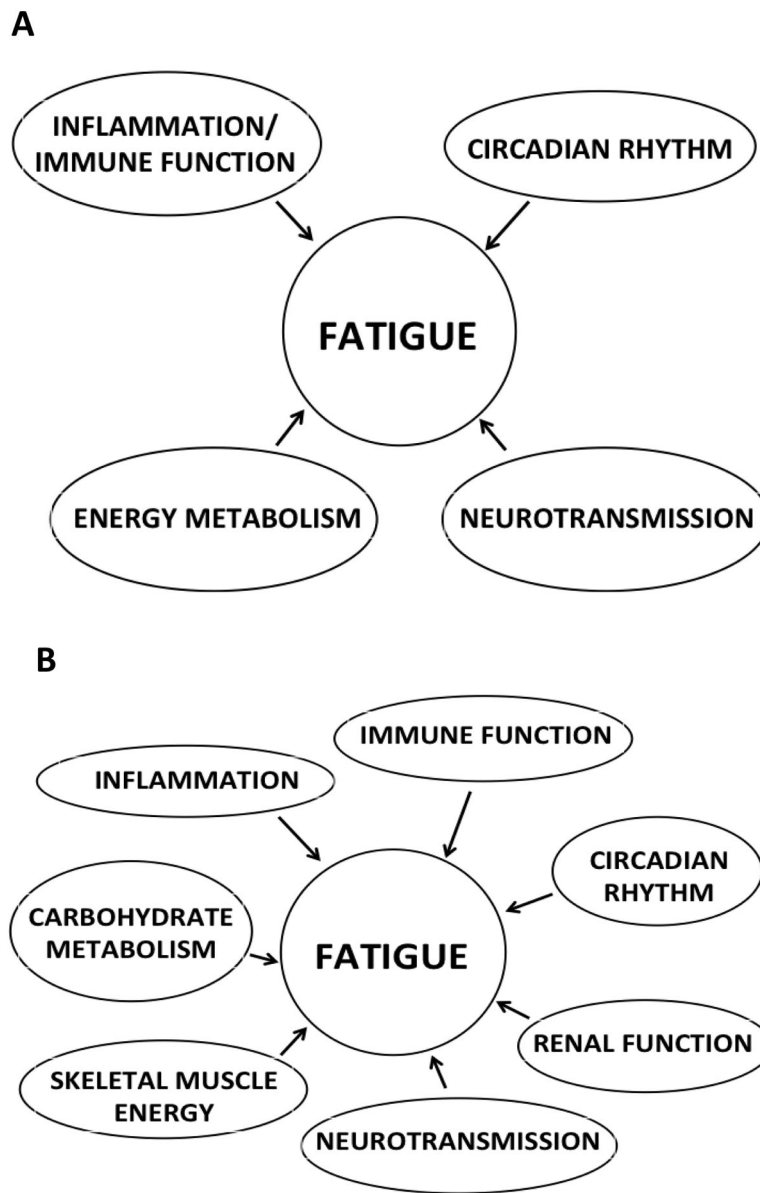 A
INFLAMMATION/
IMMUNE FUNCTION
CIRCADIAN RHYTHM
FATIGUE
ENERGY METABOLISM
NEUROTRANSMISSION
B
IMMUNE FUNCTION
INFLAMMATION
CIRCADIAN
RHYTHM
CARBOHYDRATE
METABOLISM
FATIGUE
RENAL FUNCTION
SKELETAL MUSCLE
ENERGY
NEUROTRANSMISSION